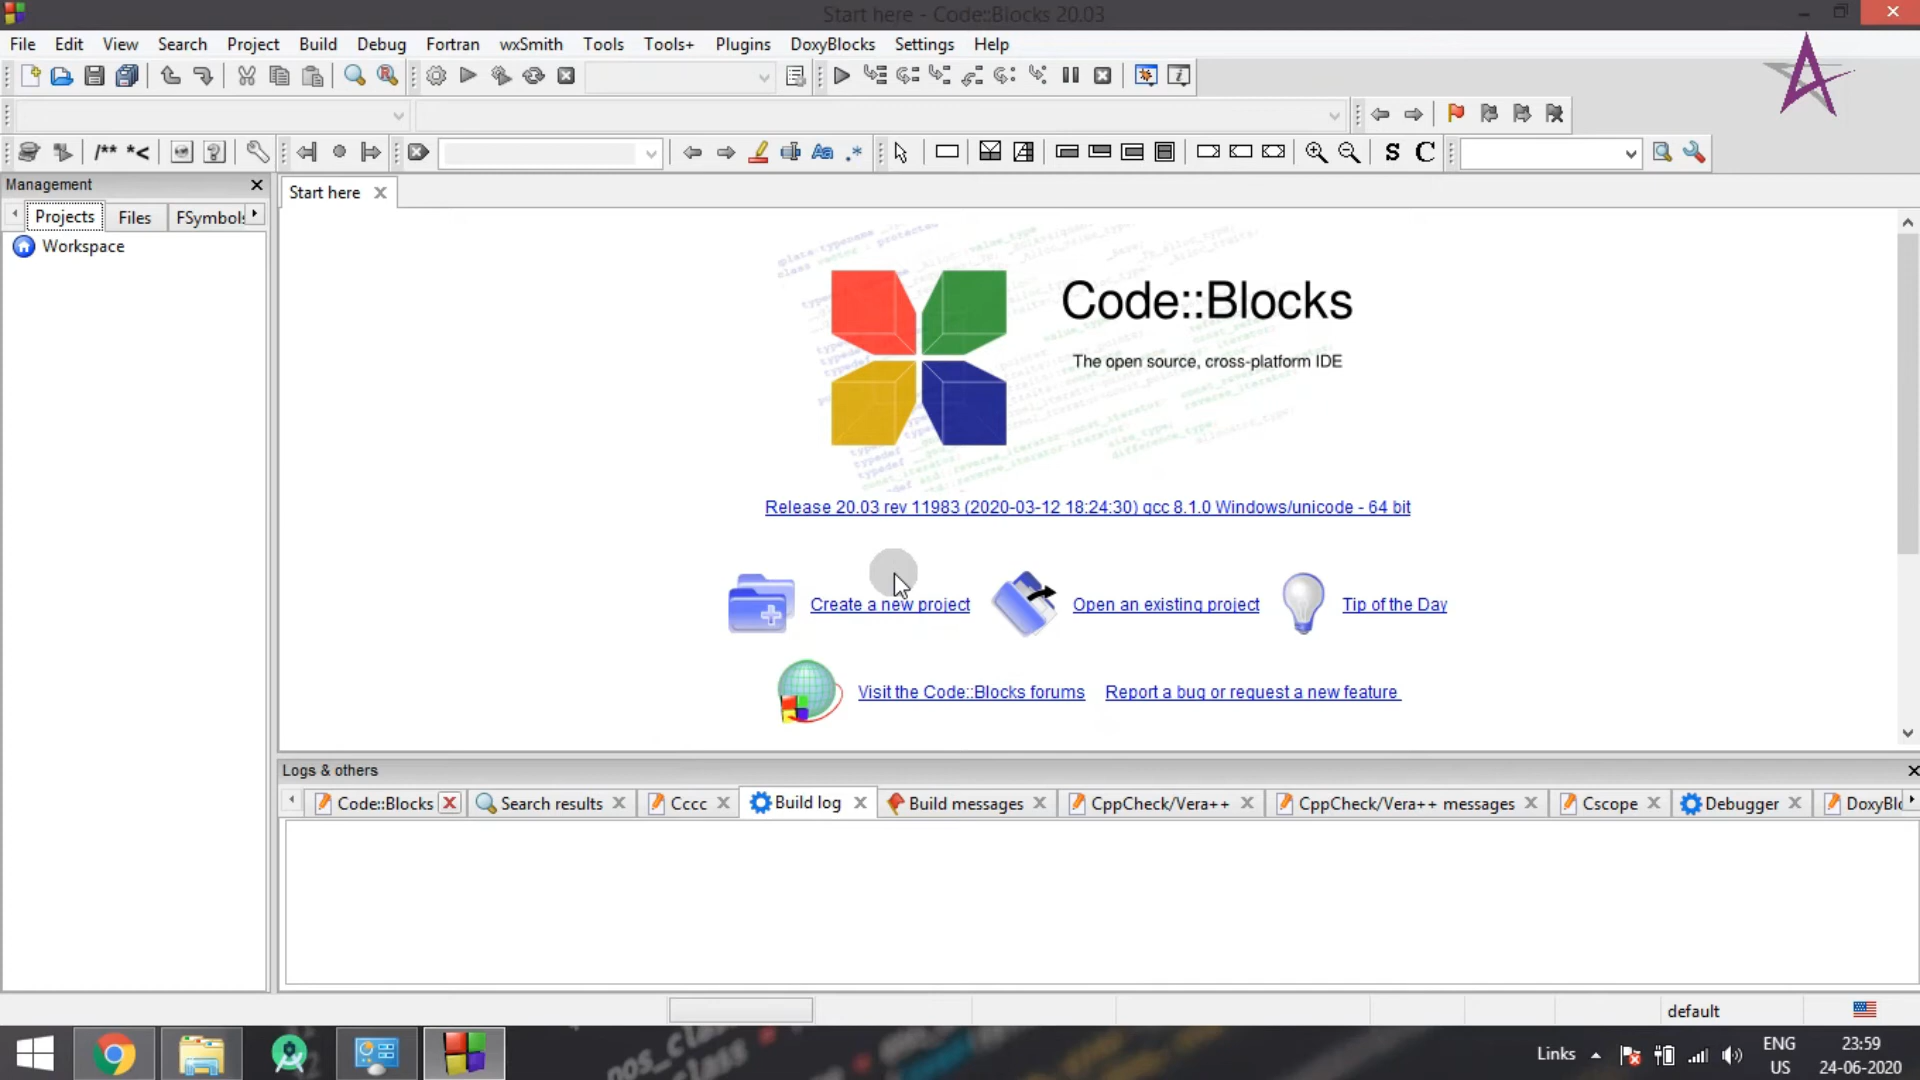 Start here - Code::Blocks 20.03
File Edit View Search Project Build Debug Fortran wxSmith Tools Tools+ Plugins DoxyBlocks Settings Help
/** *<
Aa .*
S C
Management
Projects Files FSymbols
Workspace
Start here
Code::Blocks
The open source, cross-platform IDE
Release 20.03 rev 11983 (2020-03-12 18:24:30) gcc 8.1.0 Windows/unicode - 64 bit
Create a new project Open an existing project Tip of the Day
Visit the Code::Blocks forums Report a bug or request a new feature
Logs & others
Code::Blocks Search results Cccc Build log Build messages CppCheck/Vera++ CppCheck/Vera++ messages Cscope Debugger DoxyBlo
default
Links ENG 23:59
US 24-06-2020